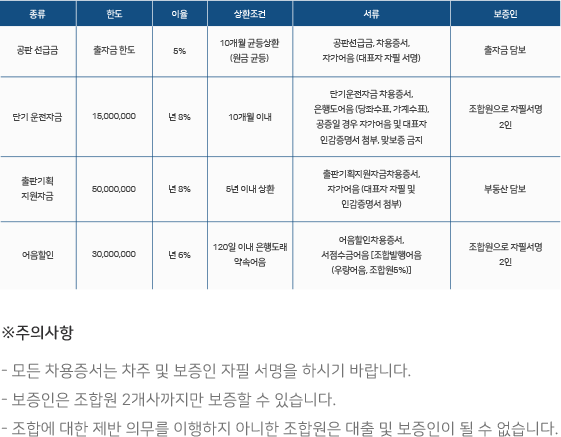 종류 한도 이율 상환조건 서류 보증인
공판 선급금 출자금 한도 5% 10개월 균등상환 (원금 균등) 공판선급금, 차용증서, 자가어음 (대표자 자필 서명) 출자금 담보
단기 운전자금 15,000,000 년 8% 10개월 이내 단기운전자금 차용증서, 은행도어음 (당좌수표, 가계수표), 공증일 경우 자가어음 및 대표자 인감증명서 첨부, 맞보증 금지 조합원으로 자필서명 2인
출판기획 지원자금 50,000,000 년 8% 5년 이내 상환 출판기획지원자금차용증서, 자가어음 (대표자 자필 및 인감증명서 첨부) 부동산 담보
어음할인 30,000,000 년 6% 120일 이내 은행도래 약속어음 어음할인차용증서, 서점수금어음 [조합발행어음 (우량어음, 조합원5%)] 조합원으로 자필서명 2인
※주의사항
- 모든 차용증서는 차주 및 보증인 자필 서명을 하시기 바랍니다.
- 보증인은 조합원 2개사까지만 보증할 수 있습니다.
- 조합에 대한 제반 의무를 이행하지 아니한 조합원은 대출 및 보증인이 될 수 없습니다.